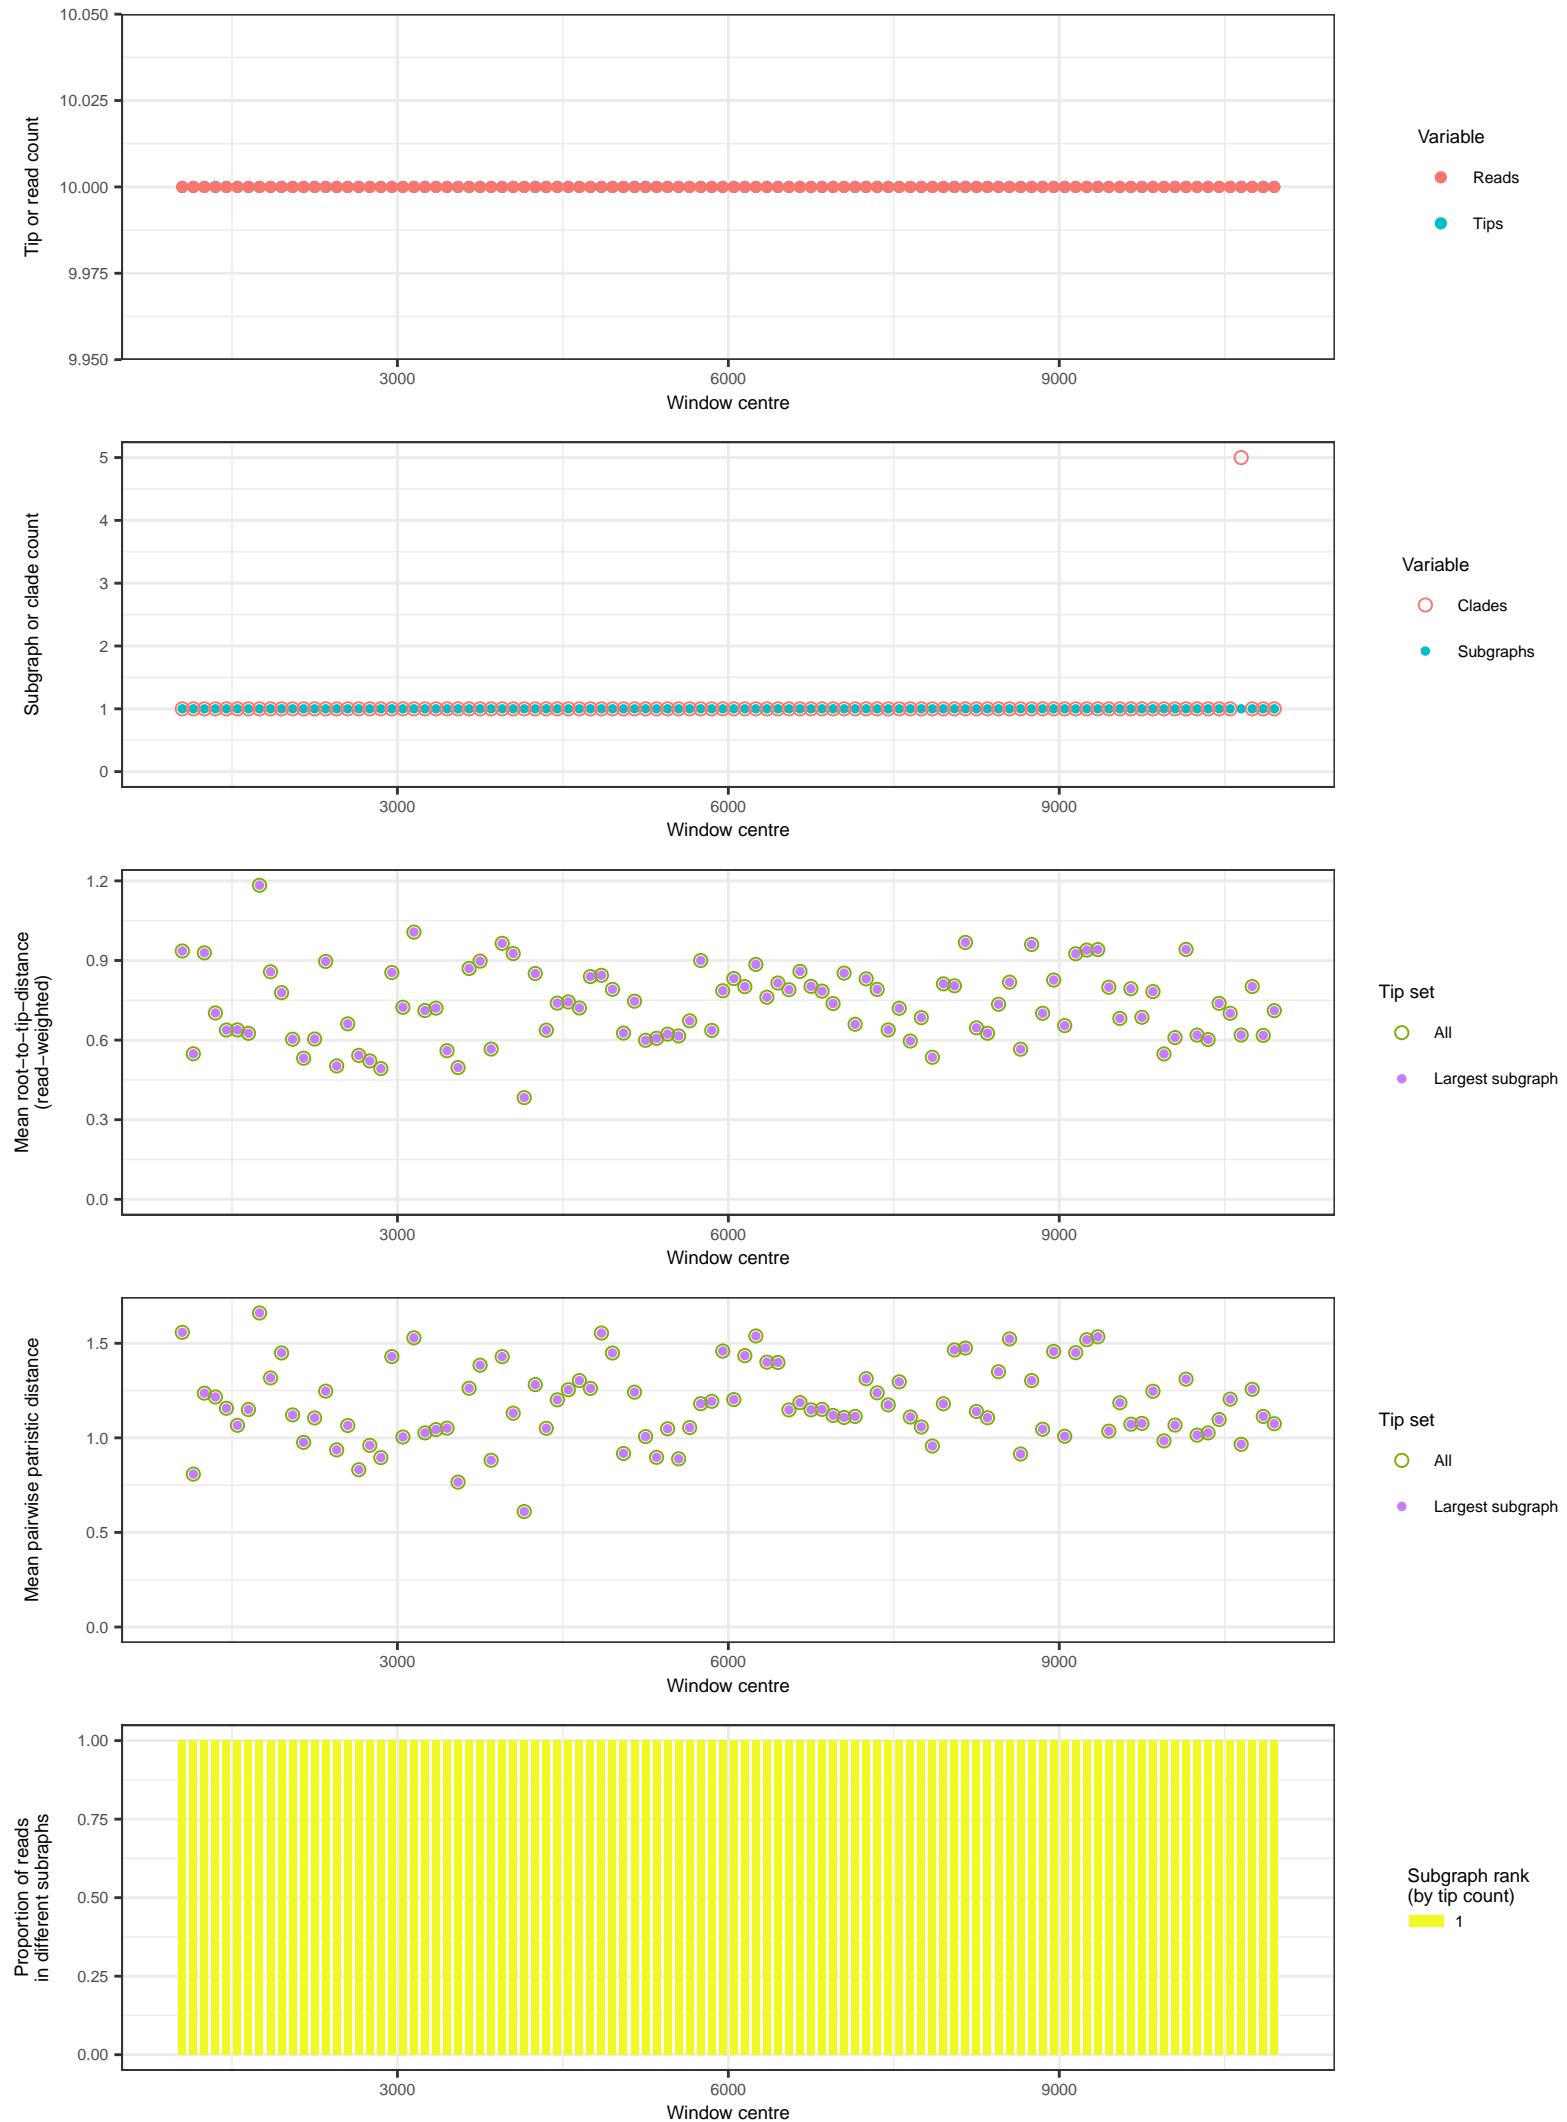 10.050
10.025
10.000
9.975
9.950
Tip or read count
3000
6000
9000
Window centre
Variable
Reads
Tips
5
4
3
2
1
0
Subgraph or clade count
3000
6000
9000
Window centre
Variable
Clades
Subgraphs
1.2
0.9
0.6
0.3
0.0
Mean root−to−tip−distance
(read−weighted)
3000
6000
9000
Window centre
Tip set
All
Largest subgraph
1.5
1.0
0.5
0.0
Mean pairwise patristic distance
3000
6000
9000
Window centre
Tip set
All
Largest subgraph
1.00
0.75
0.50
0.25
0.00
Proportion of reads
in different subraphs
3000
6000
9000
Window centre
Subgraph rank
(by tip count)
1